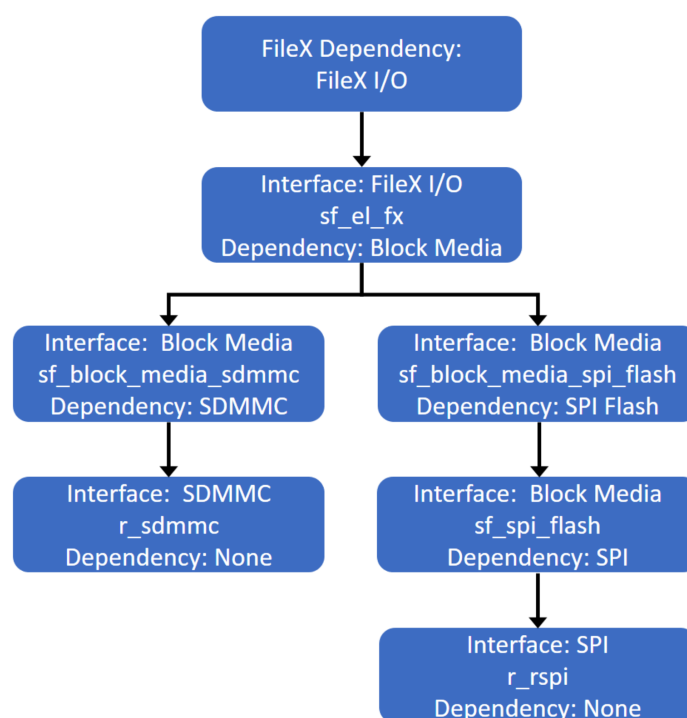 FileX Dependency:
FileX I/O
Interface: FileX I/O
sf_el_fx
Dependency: Block Media
Interface:  Block Media
sf_block_media_sdmmc
Dependency: SDMMC
Interface:  Block Media
sf_block_media_spi_flash
Dependency: SPI Flash
Interface:  SDMMC
r_sdmmc
Dependency: None
Interface:  Block Media
sf_spi_flash
Dependency: SPI
Interface: SPI
r_rspi
Dependency: None